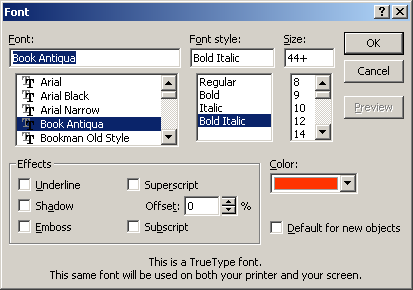 Font
Font: Font style: Size:
Book Antiqua Bold Italic 44+ OK
Arial Regular 8 Cancel
Arial Black Bold 9
Arial Narrow Italic 10 Preview
Book Antiqua Bold Italic 12
Bookman Old Style 14
Effects Color:
Underline Superscript
Shadow Offset: 0 %
Emboss Subscript Default for new objects
This is a TrueType font.
This same font will be used on both your printer and your screen.